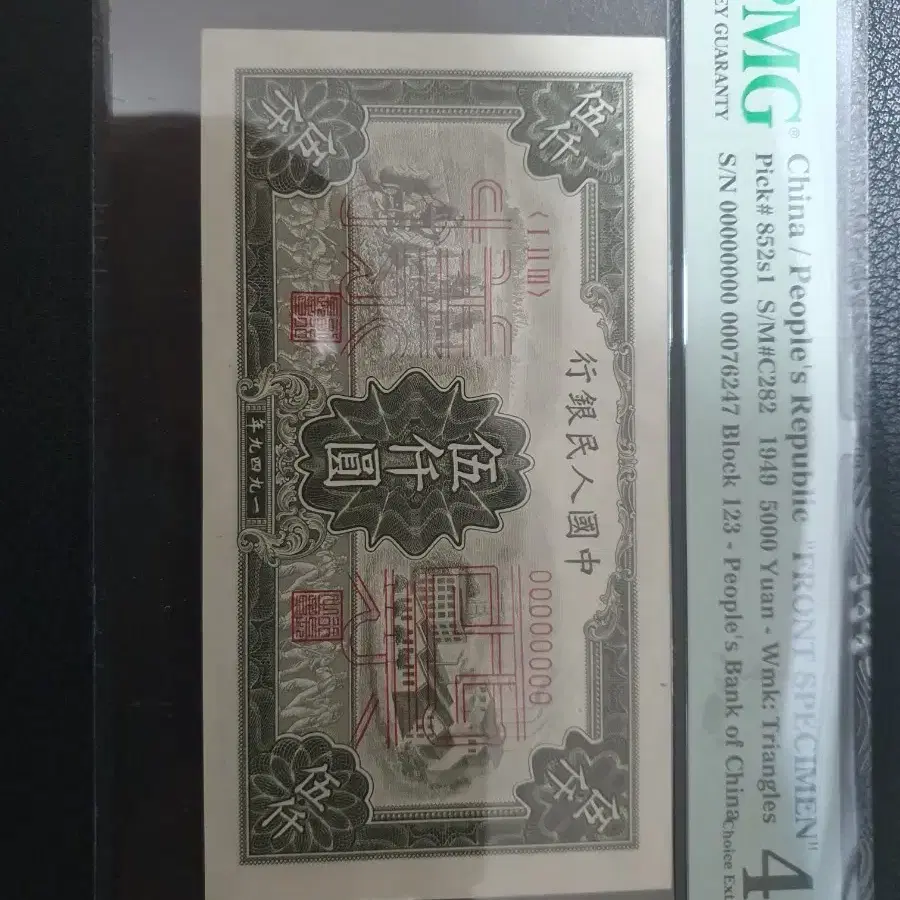 PMG®
EY GUARANTY
China / People's Republic "FRONT SPECIMEN"
Pick# 852s1 S/M#C282 1949 5000 Yuan - Wmk: Triangles
S/N 00000000 00076247 Block 123 - People's Bank of China
4
Choice Ext
中國人民銀行
伍仟
伍仟
〈ⅠⅡⅢ〉
00000000
伍仟圓
伍仟
伍仟
一九四九年